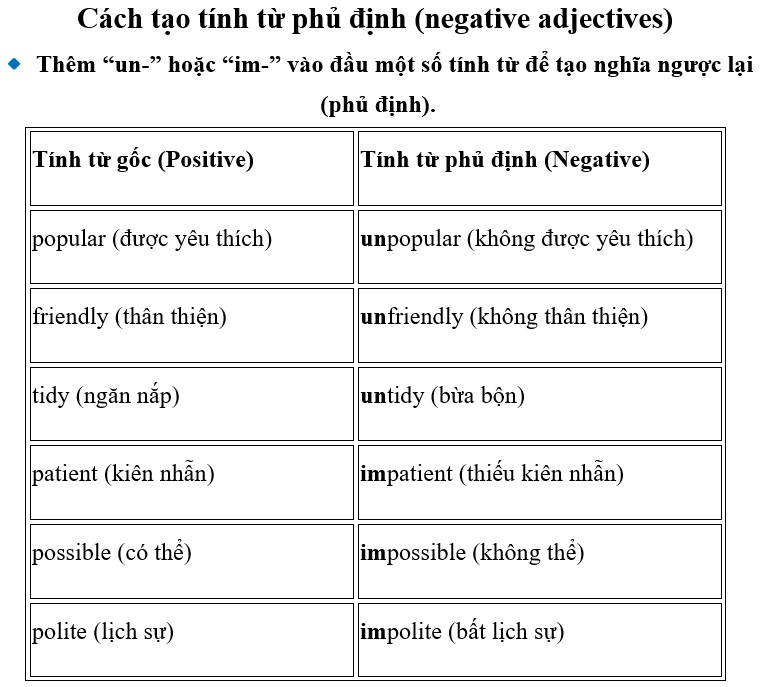 Cách tạo tính từ phủ định (negative adjectives)
Thêm “un-” hoặc “im-” vào đầu một số tính từ để tạo nghĩa ngược lại
(phủ định).
Tính từ gốc (Positive) Tính từ phủ định (Negative)
popular (được yêu thích) unpopular (không được yêu thích)
friendly (thân thiện) unfriendly (không thân thiện)
tidy (ngăn nắp) untidy (bừa bộn)
patient (kiên nhẫn) impatient (thiếu kiên nhẫn)
possible (có thể) impossible (không thể)
polite (lịch sự) impolite (bất lịch sự)